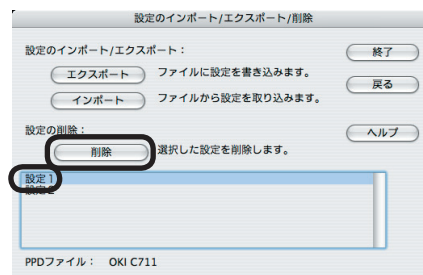 設定のインポート/エクスポート/削除
設定のインポート/エクスポート：
終了
エクスポート ファイルに設定を書き込みます。
戻る
インポート ファイルから設定を取り込みます。
設定の削除：
ヘルプ
削除 選択した設定を削除します。
設定1
設定2
PPDファイル： OKI C711